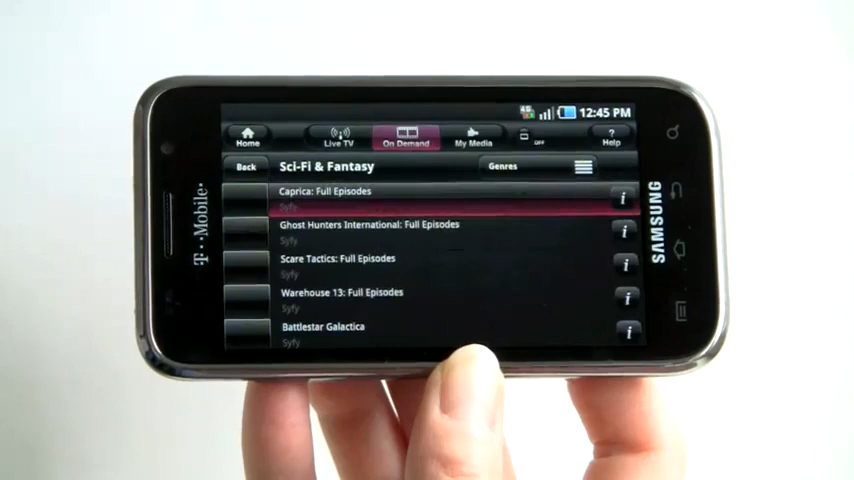 4G
12:45 PM
Home
Live TV
On Demand
My Media
OFF
?
Help
Back
Sci-Fi & Fantasy
Genres
Caprica: Full Episodes
Syfy
i
Ghost Hunters International: Full Episodes
Syfy
i
Scare Tactics: Full Episodes
Syfy
i
Warehouse 13: Full Episodes
Syfy
i
Battlestar Galactica
Syfy
i
T··Mobile·
SAMSUNG